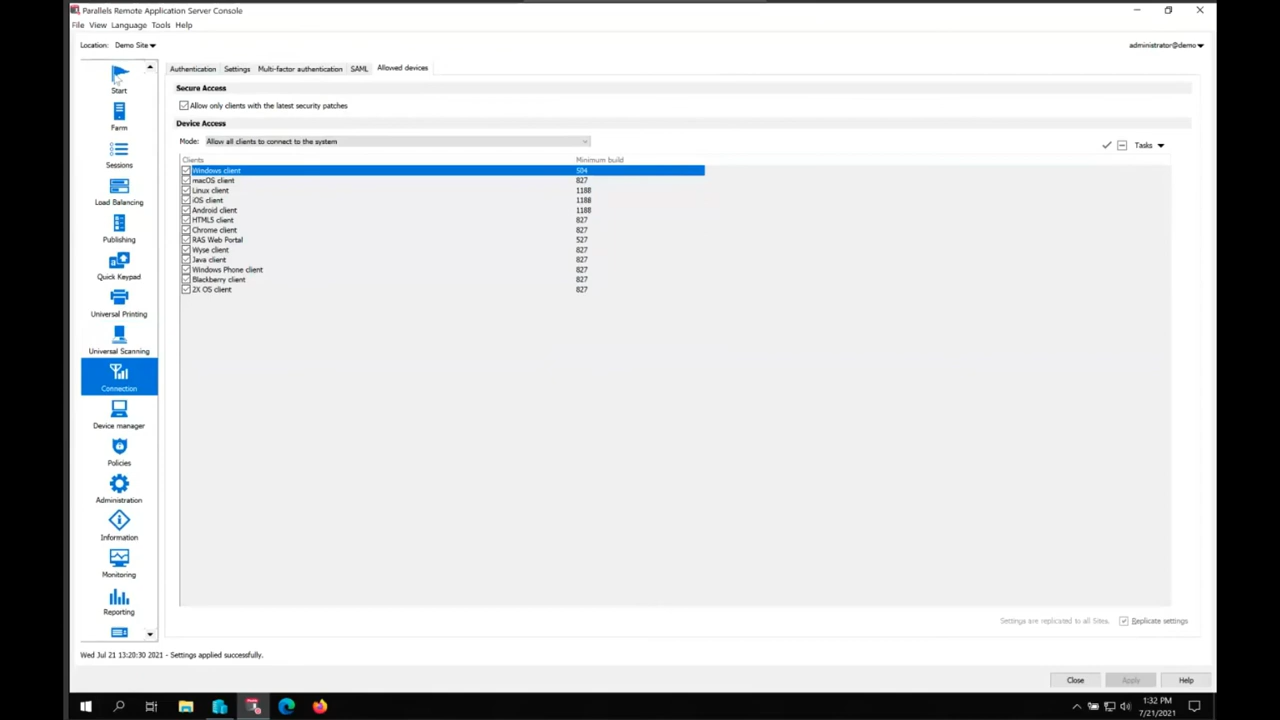 Parallels Remote Application Server Console
File View Language Tools Help
Location: Demo Site
administrator@demo
Start
Farm
Sessions
Load Balancing
Publishing
Quick Keypad
Universal Printing
Universal Scanning
Connection
Device manager
Policies
Administration
Information
Monitoring
Reporting
Authentication Settings Multi-factor authentication SAML Allowed devices
Secure Access
Allow only clients with the latest security patches
Device Access
Mode: Allow all clients to connect to the system
Tasks
Clients Minimum build
Windows client 504
macOS client 827
Linux client 1188
iOS client 1188
Android client 1188
HTML5 client 827
Chrome client 827
RAS Web Portal 527
Wyse client 827
Java client 827
Windows Phone client 827
Blackberry client 827
2X OS client 827
Settings are replicated to all Sites. Replicate settings
Wed Jul 21 13:20:30 2021 - Settings applied successfully.
Close Apply Help
1:32 PM
7/21/2021